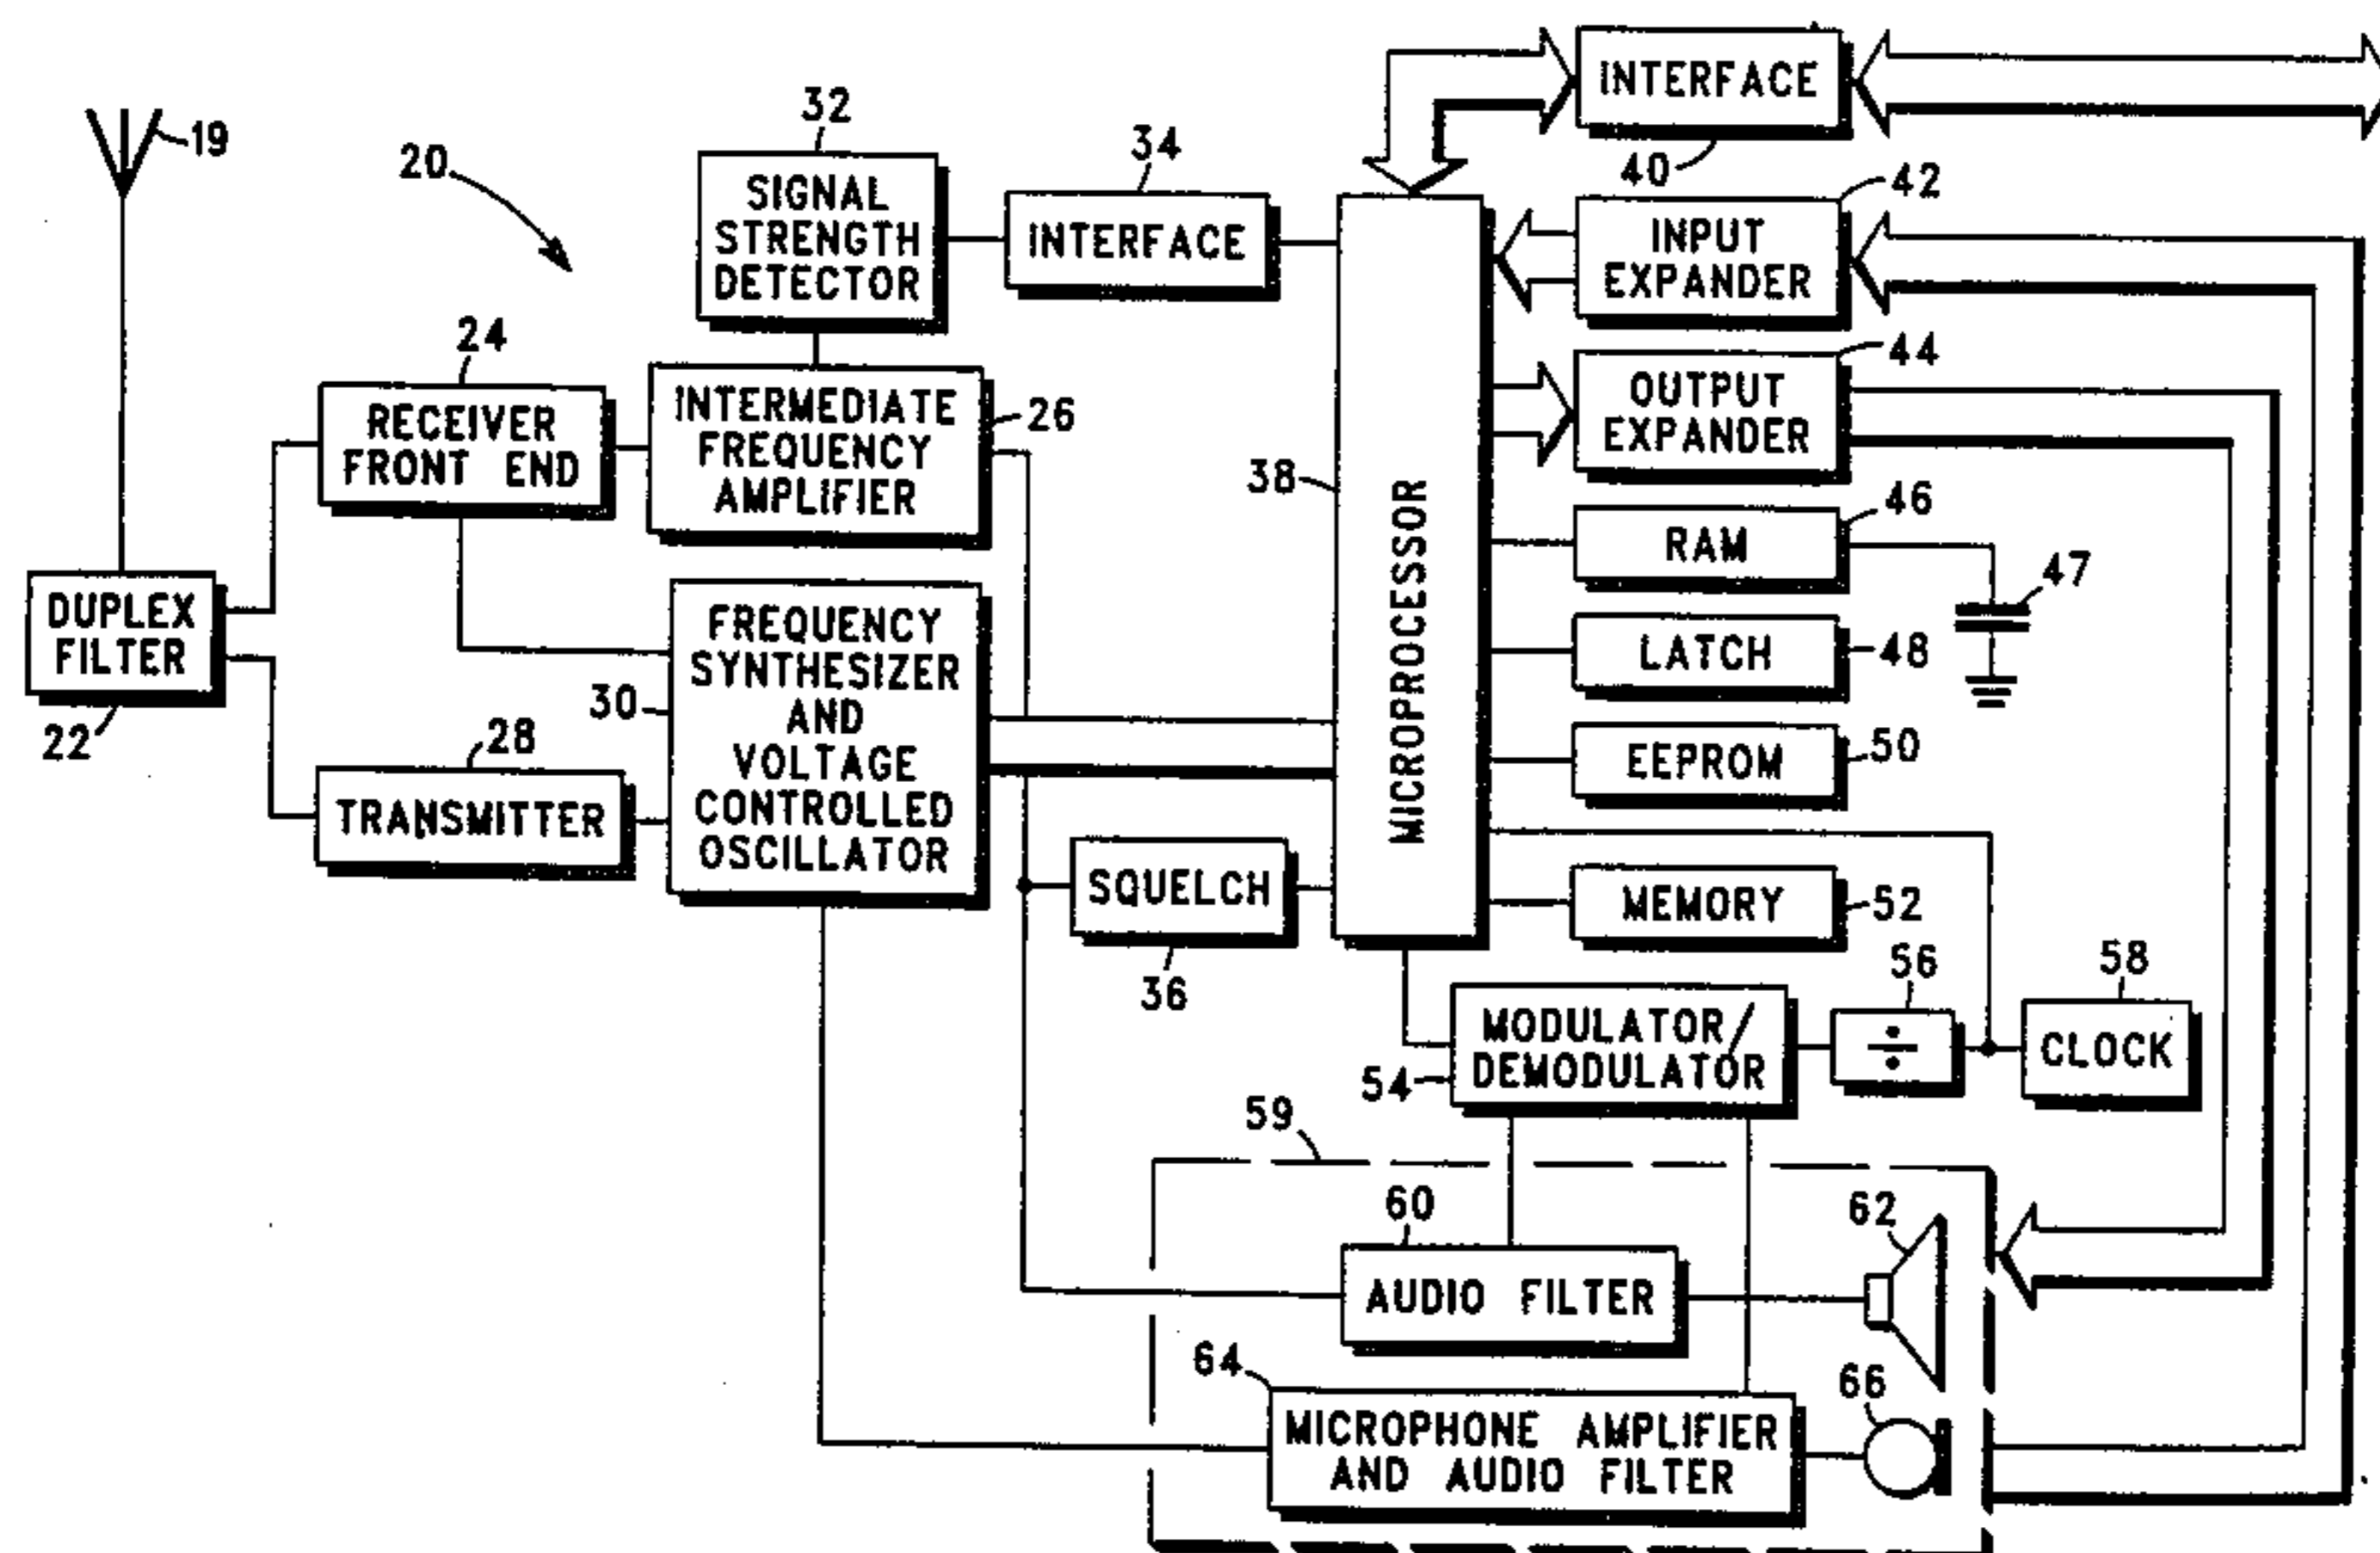 19
20
32
SIGNAL
STRENGTH
DETECTOR
34
INTERFACE
INTERFACE
40
42
INPUT
EXPANDER
44
OUTPUT
EXPANDER
24
RECEIVER
FRONT END
INTERMEDIATE
FREQUENCY
AMPLIFIER
26
38
MICROPROCESSOR
46
RAM
47
LATCH
48
EEPROM
50
MEMORY
52
DUPLEX
FILTER
22
28
TRANSMITTER
30
FREQUENCY
SYNTHESIZER
AND
VOLTAGE
CONTROLLED
OSCILLATOR
SQUELCH
36
MODULATOR/
DEMODULATOR
54
56
÷
58
CLOCK
59
60
AUDIO FILTER
62
64
MICROPHONE AMPLIFIER
AND AUDIO FILTER
66